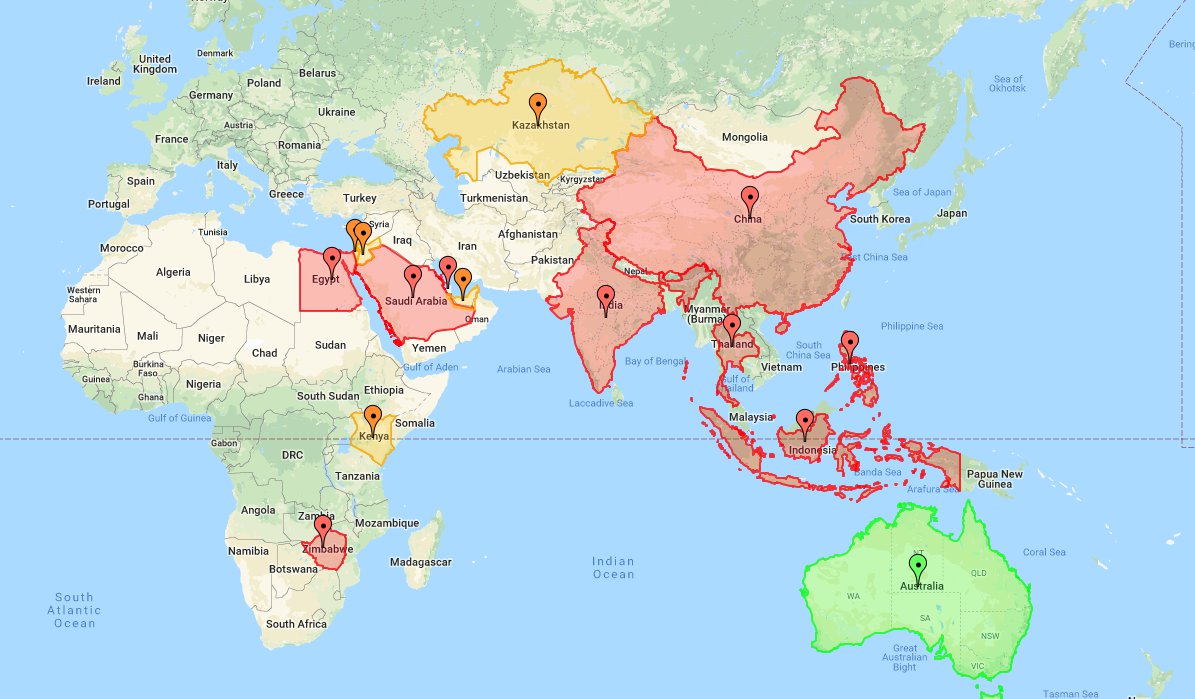 Denmark
United
Kingdom
Ireland
Belarus
Poland
Germany
Ukraine
Austria
France
Romania
Italy
Spain
Greece
Portugal
Turkey
Kazakhstan
Mongolia
Sea of
Okhotsk
Bering
Uzbekistan
Kyrgyzstan
Turkmenistan
Sea of Japan
China
South Korea
Japan
Syria
Tunisia
Iraq
Iran
Afghanistan
Morocco
Pakistan
East China Sea
Algeria
Libya
Egypt
Nepal
Western
Sahara
Saudi Arabia
India
Myanmar
(Burma)
Oman
Mauritania
Mali
Niger
Sudan
Yemen
Thailand
Philippine Sea
Chad
South
China Sea
Burkina
Faso
Gulf of Aden
Arabian Sea
Bay of Bengal
Vietnam
Philippines
Guinea
Nigeria
Ethiopia
Gulf of
Thailand
Ghana
South Sudan
Laccadive Sea
Gulf of Guinea
Somalia
Malaysia
Kenya
Gabon
DRC
Indonesia
Tanzania
Banda Sea
Papua New
Guinea
Arafura Sea
Angola
Zambia
Mozambique
Namibia
Zimbabwe
Botswana
Madagascar
Indian
Ocean
Coral Sea
NT
QLD
Australia
WA
South
Atlantic
Ocean
SA
South Africa
NSW
Great
Australian
Bight
VIC
Tasman Sea